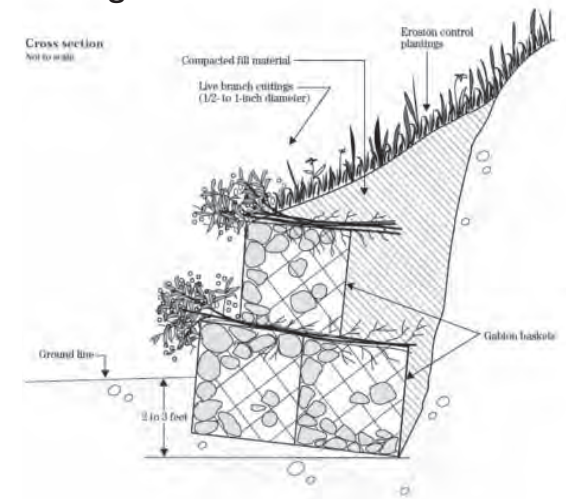 Cross section
Not to scale
Compacted fill material
Erosion control
plantings
Live branch cuttings
(1/2- to 1-inch diameter)
Gabion baskets
Ground line
2 to 3 feet